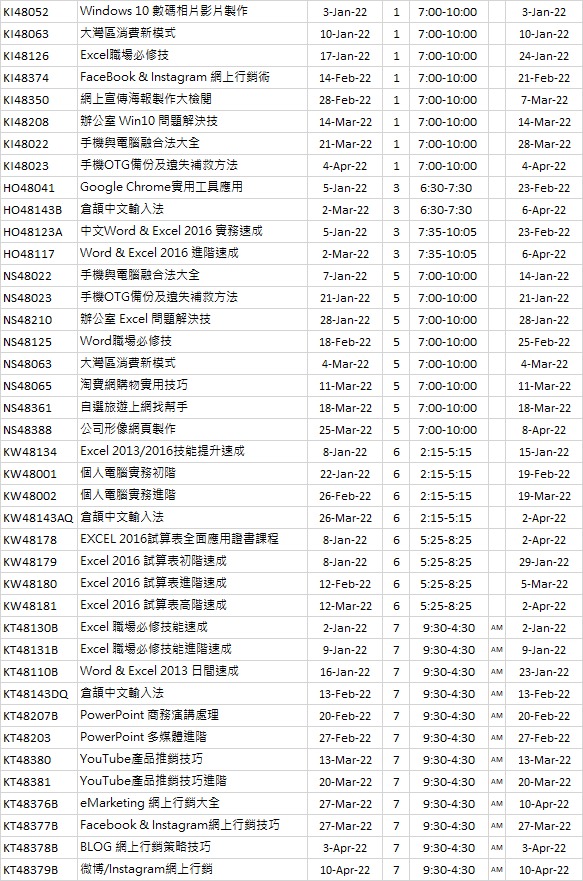 KI48052 Windows 10 數碼相片影片製作 3-Jan-22 1 7:00-10:00 3-Jan-22
KI48063 大灣區消費新模式 10-Jan-22 1 7:00-10:00 10-Jan-22
KI48126 Excel職場必修技 17-Jan-22 1 7:00-10:00 24-Jan-22
KI48374 FaceBook & Instagram 網上行銷術 14-Feb-22 1 7:00-10:00 21-Feb-22
KI48350 網上宣傳海報製作大檢閱 28-Feb-22 1 7:00-10:00 7-Mar-22
KI48208 辦公室 Win10 問題解決技 14-Mar-22 1 7:00-10:00 14-Mar-22
KI48022 手機與電腦融合法大全 21-Mar-22 1 7:00-10:00 28-Mar-22
KI48023 手機OTG備份及遺失補救方法 4-Apr-22 1 7:00-10:00 4-Apr-22
HO48041 Google Chrome實用工具應用 5-Jan-22 3 6:30-7:30 23-Feb-22
HO48143B 倉頡中文輸入法 2-Mar-22 3 6:30-7:30 6-Apr-22
HO48123A 中文Word & Excel 2016 實務速成 5-Jan-22 3 7:35-10:05 23-Feb-22
HO48117 Word & Excel 2016 進階速成 2-Mar-22 3 7:35-10:05 6-Apr-22
NS48022 手機與電腦融合法大全 7-Jan-22 5 7:00-10:00 14-Jan-22
NS48023 手機OTG備份及遺失補救方法 21-Jan-22 5 7:00-10:00 21-Jan-22
NS48210 辦公室 Excel 問題解決技 28-Jan-22 5 7:00-10:00 28-Jan-22
NS48125 Word職場必修技 18-Feb-22 5 7:00-10:00 25-Feb-22
NS48063 大灣區消費新模式 4-Mar-22 5 7:00-10:00 4-Mar-22
NS48065 淘寶網購物實用技巧 11-Mar-22 5 7:00-10:00 11-Mar-22
NS48361 自選旅遊上網找幫手 18-Mar-22 5 7:00-10:00 18-Mar-22
NS48388 公司形像網頁製作 25-Mar-22 5 7:00-10:00 8-Apr-22
KW48134 Excel 2013/2016技能提升速成 8-Jan-22 6 2:15-5:15 15-Jan-22
KW48001 個人電腦實務初階 22-Jan-22 6 2:15-5:15 19-Feb-22
KW48002 個人電腦實務進階 26-Feb-22 6 2:15-5:15 19-Mar-22
KW48143AQ 倉頡中文輸入法 26-Mar-22 6 2:15-5:15 2-Apr-22
KW48178 EXCEL 2016試算表全面應用證書課程 8-Jan-22 6 5:25-8:25 2-Apr-22
KW48179 Excel 2016 試算表初階速成 8-Jan-22 6 5:25-8:25 29-Jan-22
KW48180 Excel 2016 試算表進階速成 12-Feb-22 6 5:25-8:25 5-Mar-22
KW48181 Excel 2016 試算表高階速成 12-Mar-22 6 5:25-8:25 2-Apr-22
KT48130B Excel 職場必修技能速成 2-Jan-22 7 9:30-4:30 AM 2-Jan-22
KT48131B Excel 職場必修技能進階速成 9-Jan-22 7 9:30-4:30 AM 9-Jan-22
KT48110B Word & Excel 2013 日間速成 16-Jan-22 7 9:30-4:30 AM 23-Jan-22
KT48143DQ 倉頡中文輸入法 13-Feb-22 7 9:30-4:30 AM 13-Feb-22
KT48207B PowerPoint 商務演講處理 20-Feb-22 7 9:30-4:30 AM 20-Feb-22
KT48203 PowerPoint 多媒體進階 27-Feb-22 7 9:30-4:30 AM 27-Feb-22
KT48380 YouTube產品推銷技巧 13-Mar-22 7 9:30-4:30 AM 13-Mar-22
KT48381 YouTube產品推銷技巧進階 20-Mar-22 7 9:30-4:30 AM 20-Mar-22
KT48376B eMarketing 網上行銷大全 27-Mar-22 7 9:30-4:30 AM 10-Apr-22
KT48377B Facebook & Instagram網上行銷技巧 27-Mar-22 7 9:30-4:30 AM 27-Mar-22
KT48378B BLOG 網上行銷策略技巧 3-Apr-22 7 9:30-4:30 AM 3-Apr-22
KT48379B 微博/Instagram網上行銷 10-Apr-22 7 9:30-4:30 AM 10-Apr-22